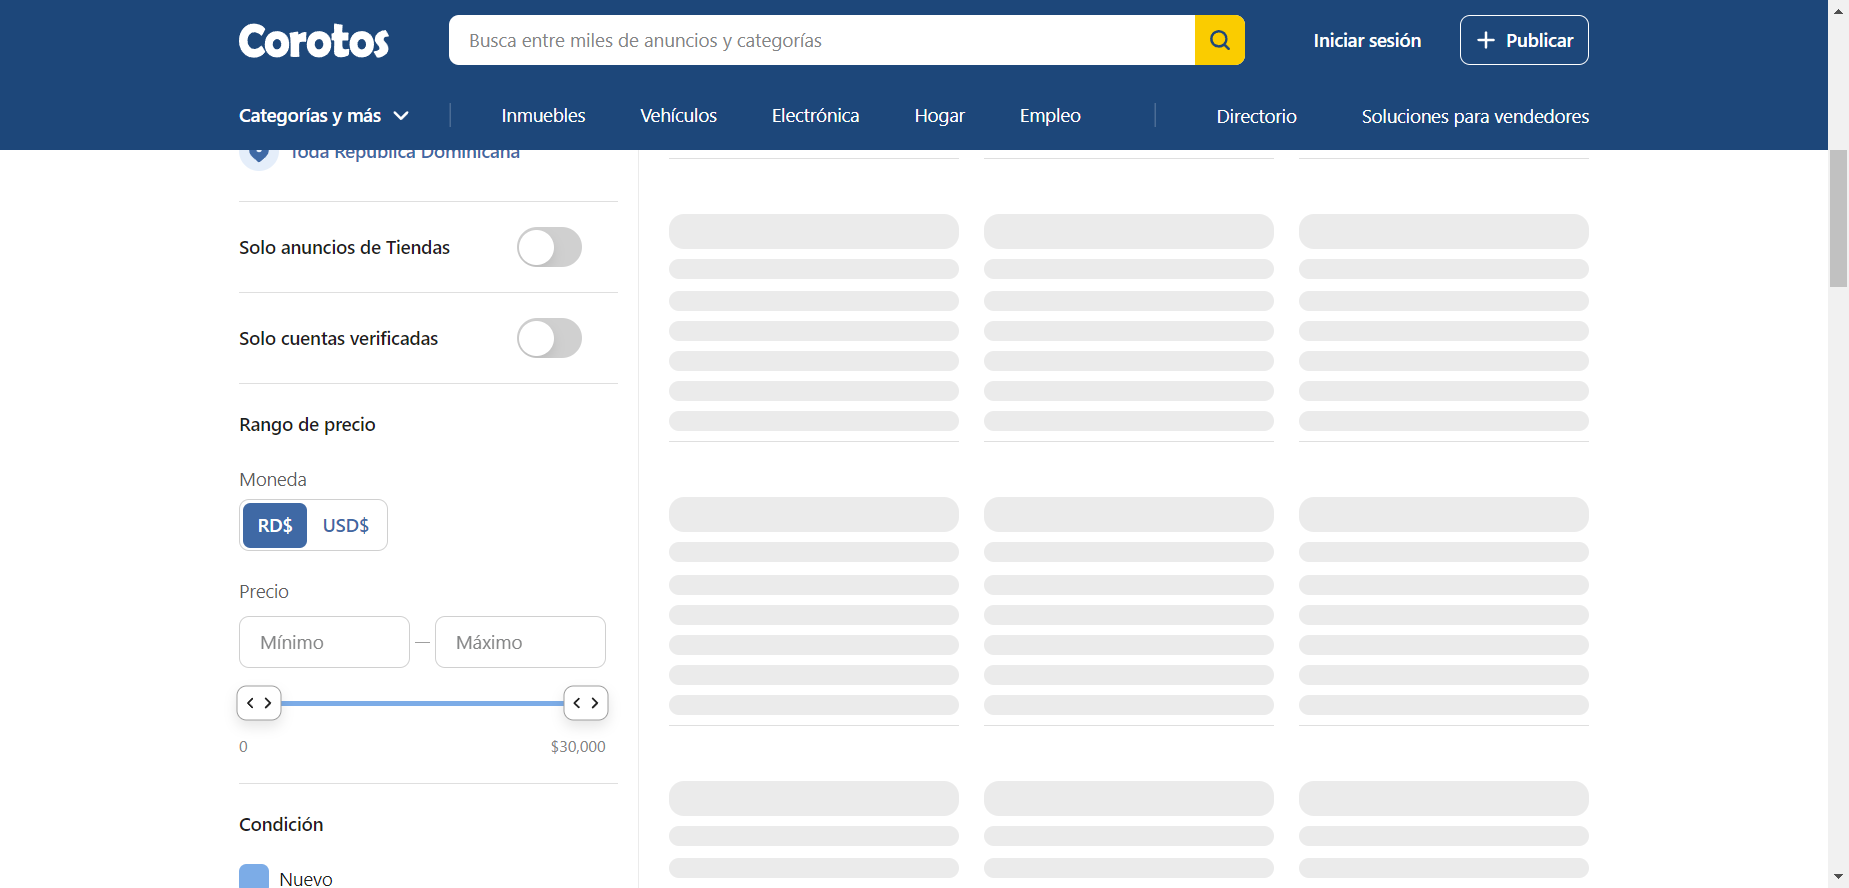 Corotos
Busca entre miles de anuncios y categorías
Iniciar sesión
Publicar
Categorías y más
Inmuebles
Vehículos
Electrónica
Hogar
Empleo
Directorio
Soluciones para vendedores
Toda República Dominicana
Solo anuncios de Tiendas
Solo cuentas verificadas
Rango de precio
Moneda
RD$ USD$
Precio
Mínimo — Máximo
0 $30,000
Condición
Nuevo